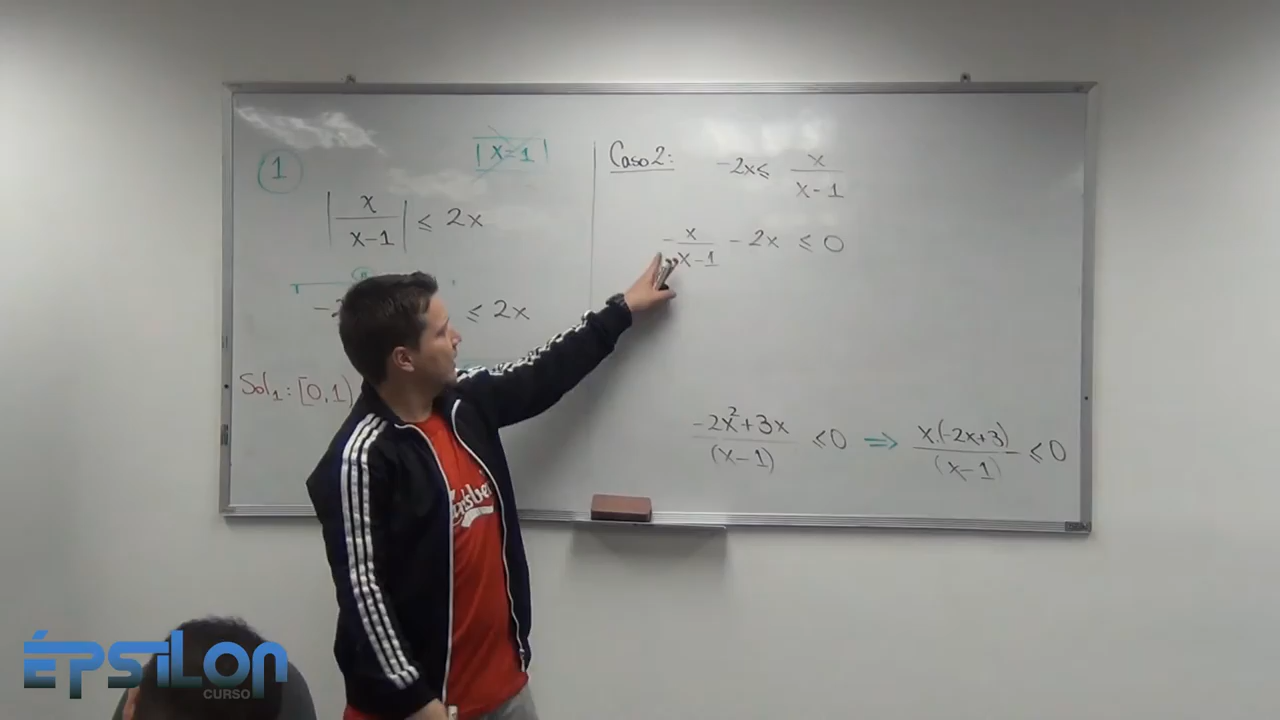 1
|X=1|
|x/(x-1)| ≤ 2x
-2
≤ 2x
Sol₁: [0,1)
Caso 2: -2x ≤ x/(x-1)
-x/(x-1) - 2x ≤ 0
(-2x²+3x)/(x-1) ≤ 0 ⇒ x.(-2x+3)/(x-1) ≤ 0
ÉPSILON
CURSO